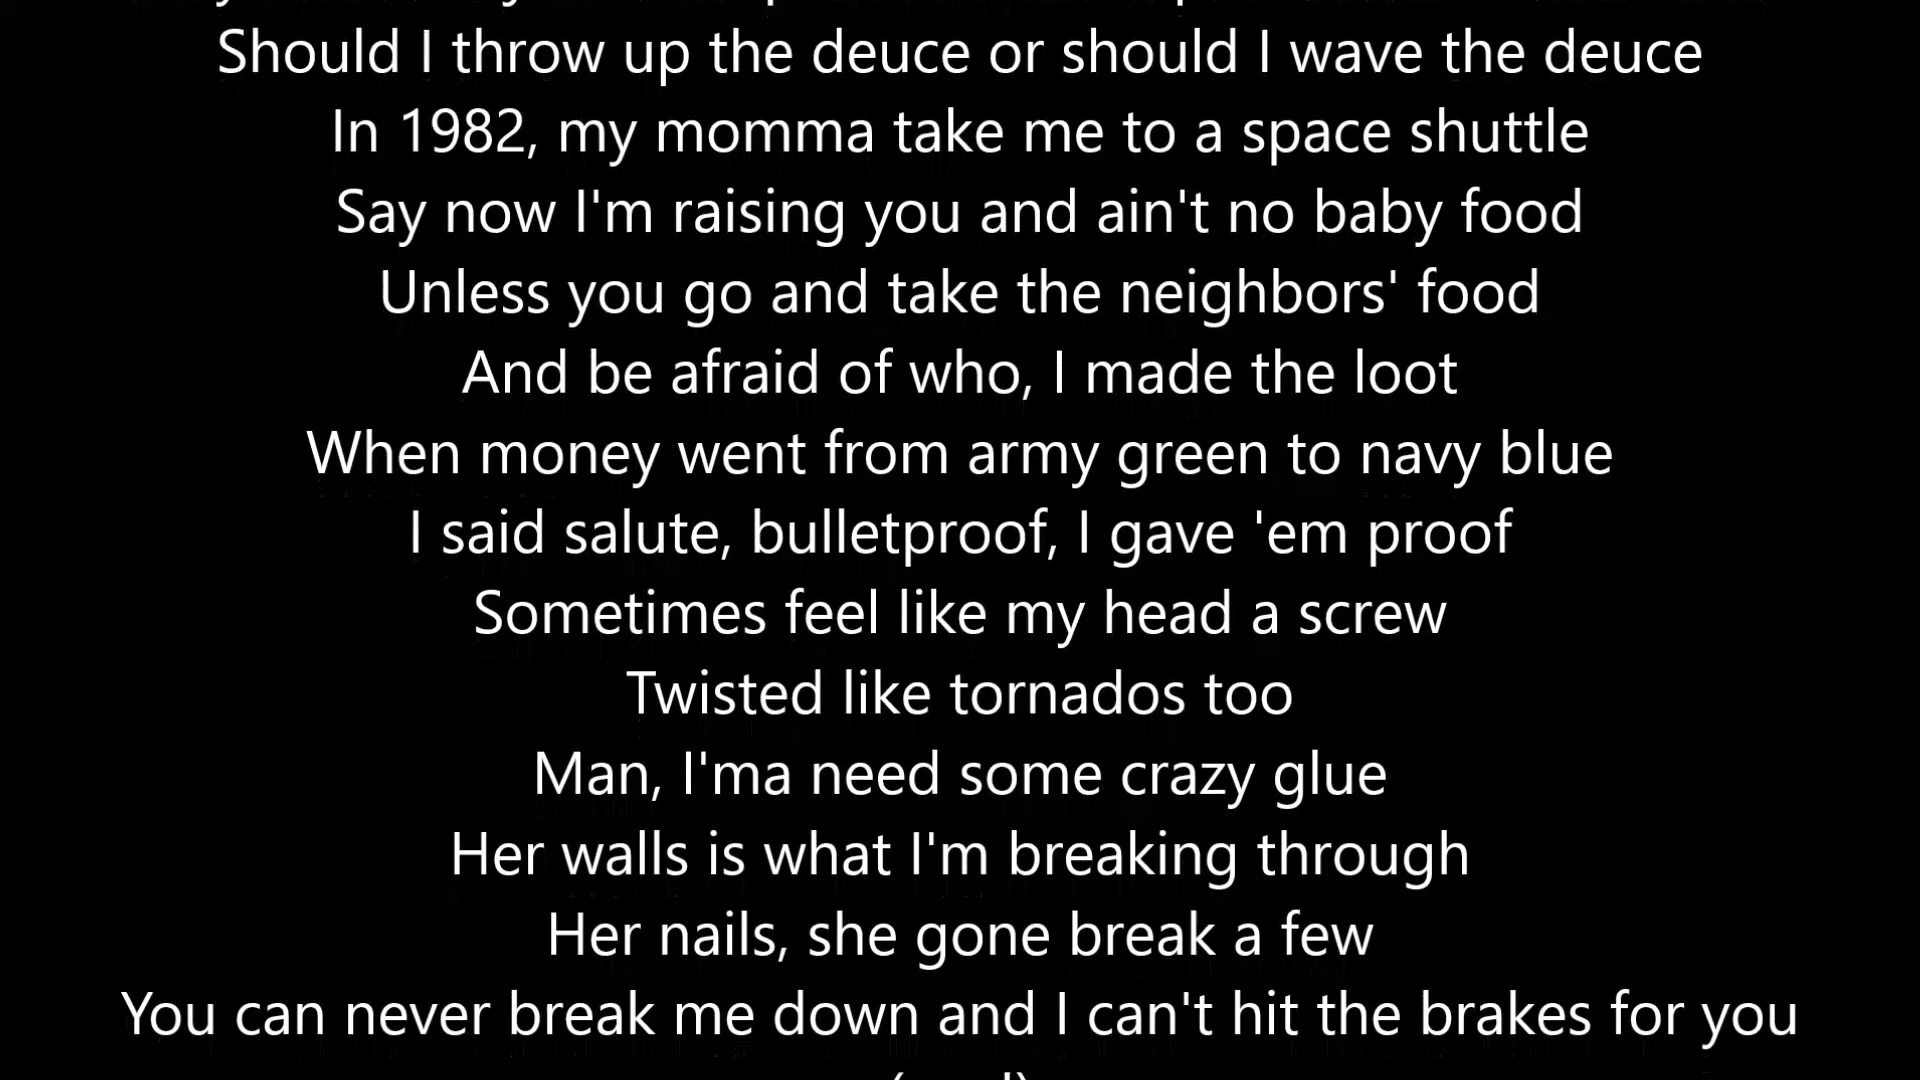 Should I throw up the deuce or should I wave the deuce
In 1982, my momma take me to a space shuttle
Say now I'm raising you and ain't no baby food
Unless you go and take the neighbors' food
And be afraid of who, I made the loot
When money went from army green to navy blue
I said salute, bulletproof, I gave 'em proof
Sometimes feel like my head a screw
Twisted like tornados too
Man, I'ma need some crazy glue
Her walls is what I'm breaking through
Her nails, she gone break a few
You can never break me down and I can't hit the brakes for you